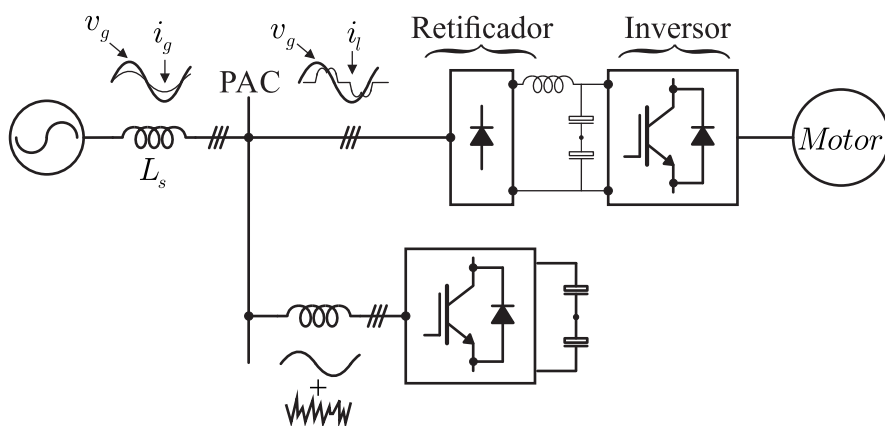 v_g i_g
v_g i_l
Retificador
Inversor
PAC
L_s
Motor
+